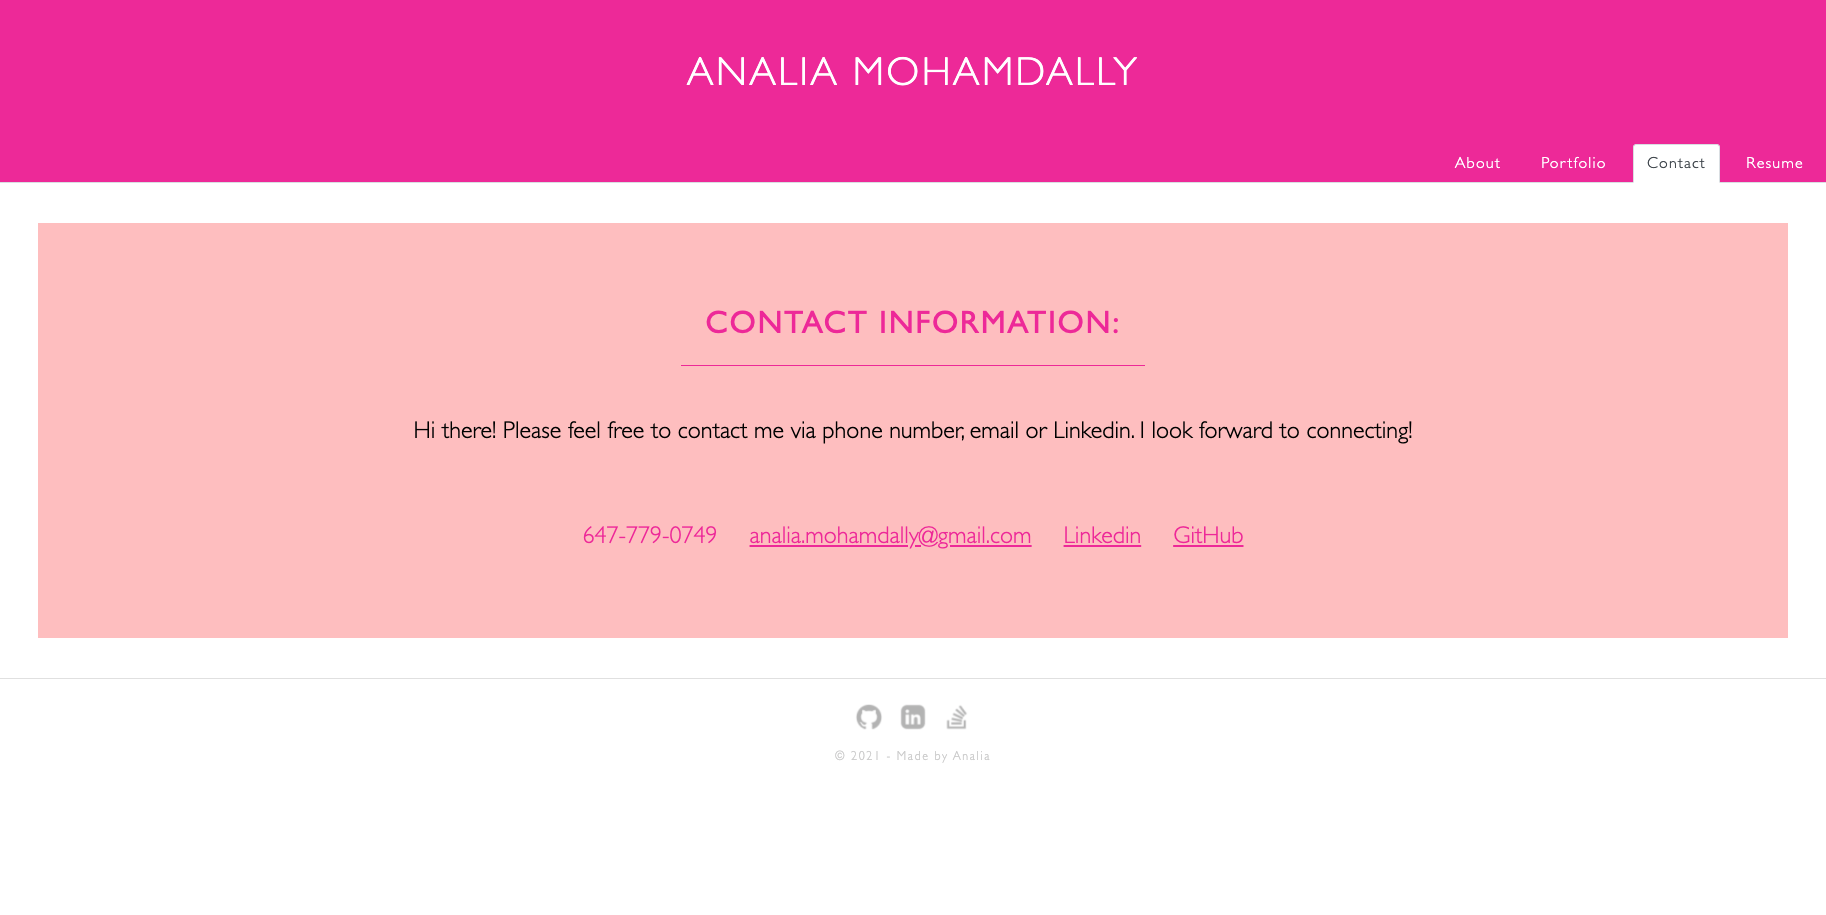 ANALIA MOHAMDALLY
About Portfolio Contact Resume
CONTACT INFORMATION:
Hi there! Please feel free to contact me via phone number, email or Linkedin. I look forward to connecting!
647-779-0749 analia.mohamdally@gmail.com Linkedin GitHub
in
© 2021 - Made by Analia